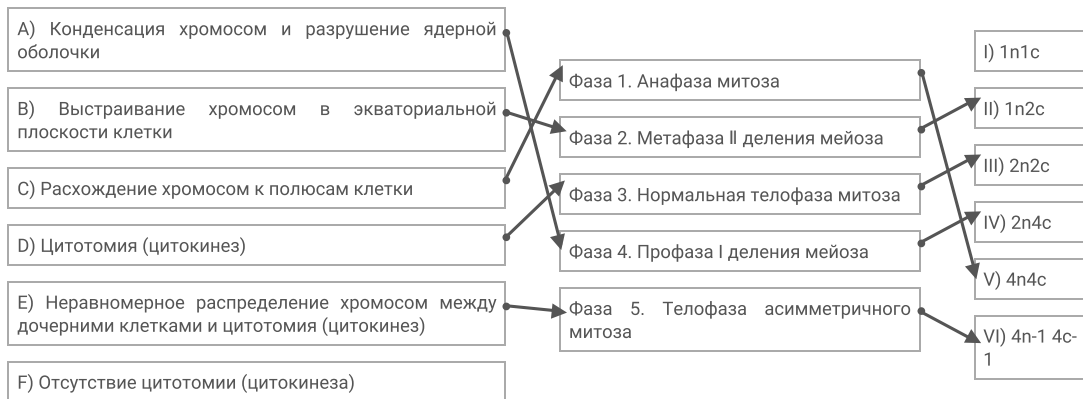 A) Конденсация хромосом и разрушение ядерной
оболочки
B) Выстраивание хромосом в экваториальной
плоскости клетки
C) Расхождение хромосом к полюсам клетки
D) Цитотомия (цитокинез)
E) Неравномерное распределение хромосом между
дочерними клетками и цитотомия (цитокинез)
F) Отсутствие цитотомии (цитокинеза)
Фаза 1. Анафаза митоза
Фаза 2. Метафаза II деления мейоза
Фаза 3. Нормальная телофаза митоза
Фаза 4. Профаза I деления мейоза
Фаза 5. Телофаза асимметричного
митоза
I) 1n1c
II) 1n2c
III) 2n2c
IV) 2n4c
V) 4n4c
VI) 4n-1 4c-
1